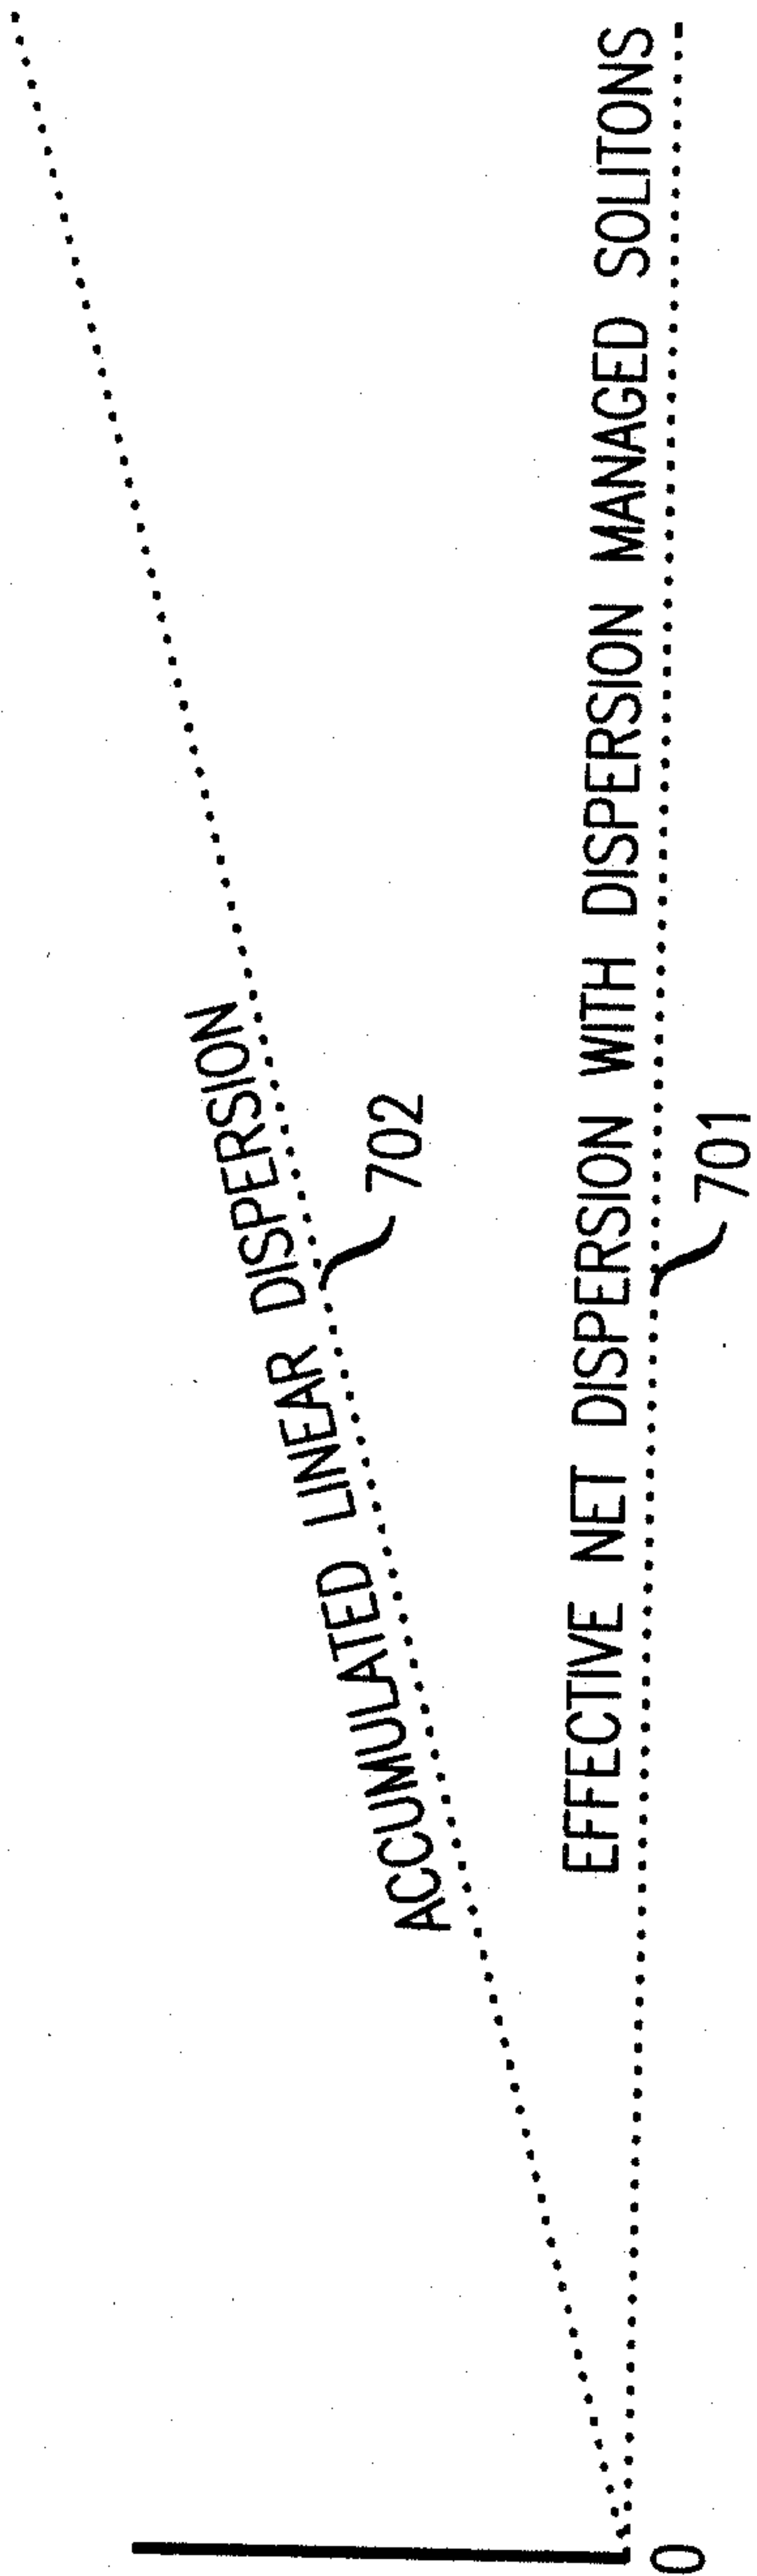 ACCUMULATED LINEAR DISPERSION
702
EFFECTIVE NET DISPERSION WITH DISPERSION MANAGED SOLITONS
701
0